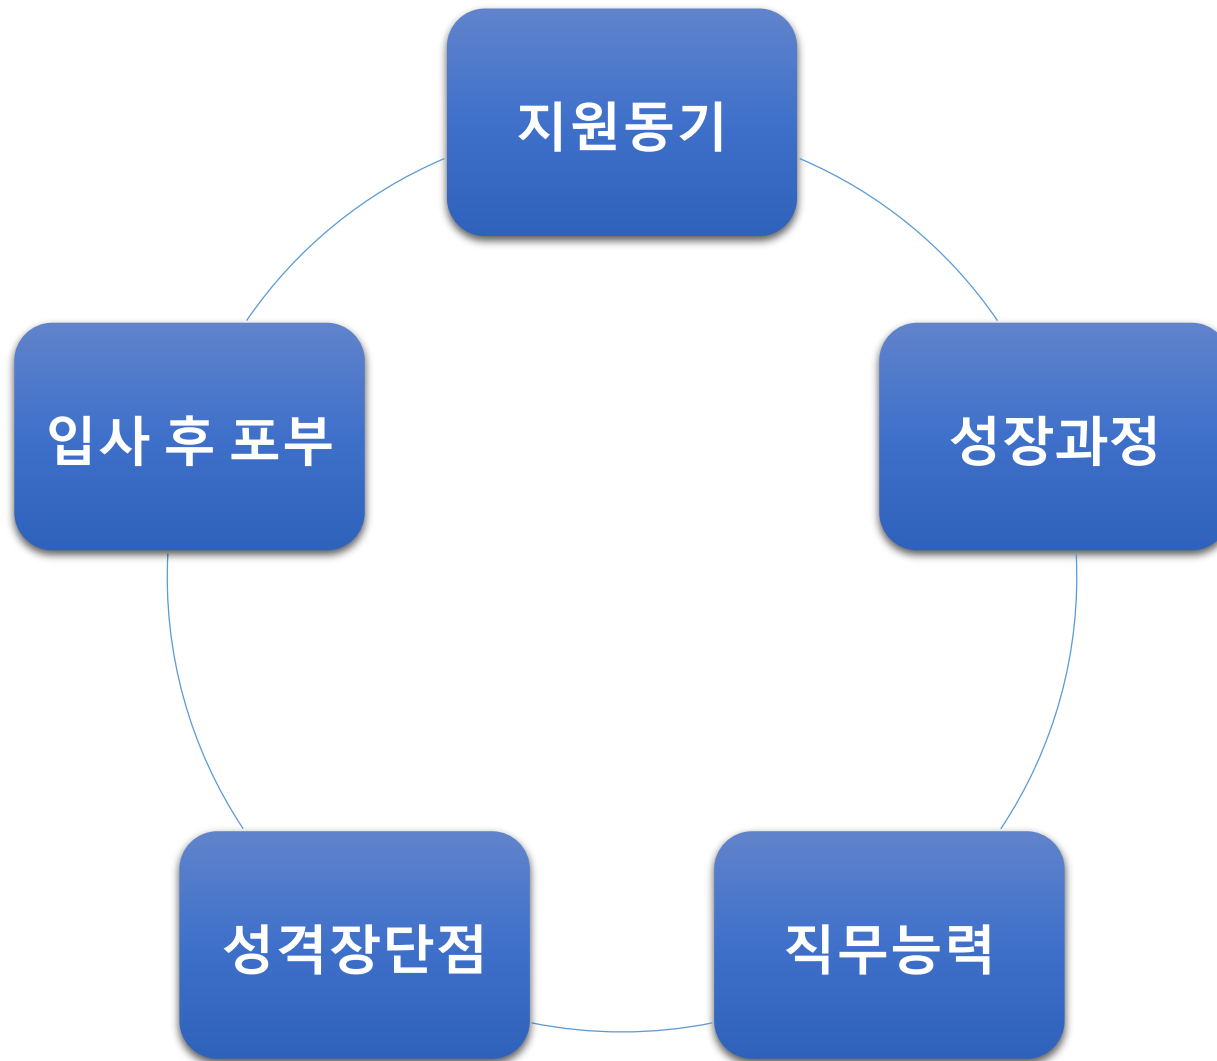 지원동기
성장과정
직무능력
성격장단점
입사 후 포부